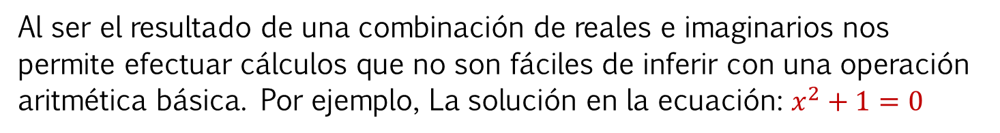 Al ser el resultado de una combinación de reales e imaginarios nos
permite efectuar cálculos que no son fáciles de inferir con una operación
aritmética básica. Por ejemplo, La solución en la ecuación: x² + 1 = 0